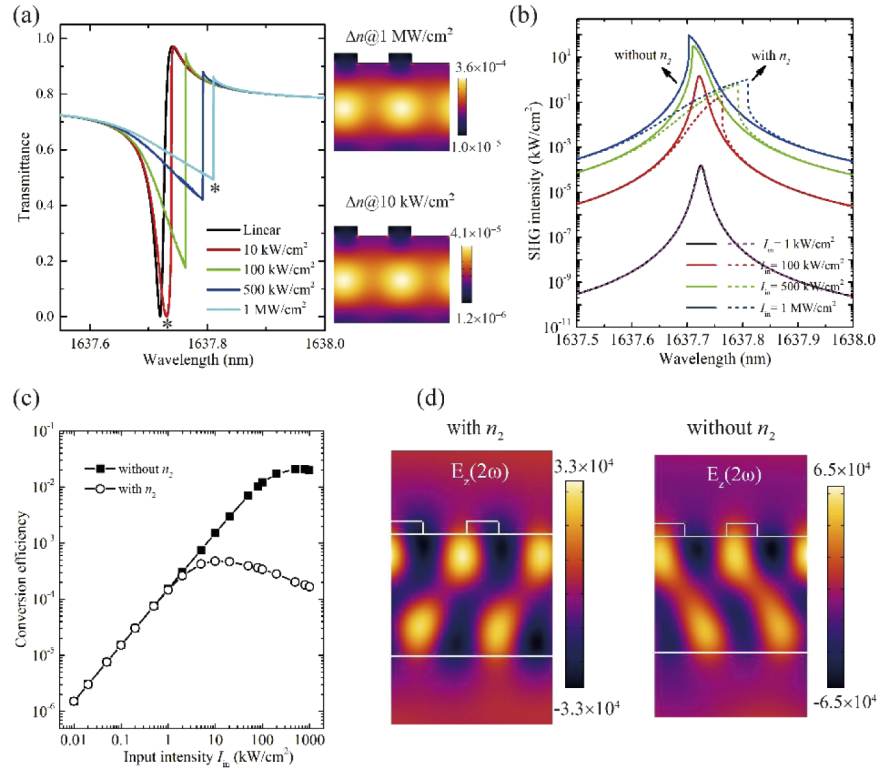 (a)
Transmittance
1.0
0.8
0.6
0.4
0.2
0.0
Linear
10 kW/cm²
100 kW/cm²
500 kW/cm²
1 MW/cm²
*
*
1637.6
1637.8
1638.0
Wavelength (nm)
Δn@1 MW/cm²
3.6×10⁻⁴
1.0×10⁻⁵
Δn@10 kW/cm²
4.1×10⁻⁵
1.2×10⁻⁶
(b)
SHG intensity (kW/cm²)
10¹
10⁻¹
10⁻³
10⁻⁵
10⁻⁷
10⁻⁹
10⁻¹¹
without n₂
with n₂
I_in= 1 kW/cm²
I_in= 100 kW/cm²
I_in= 500 kW/cm²
I_in= 1 MW/cm²
1637.5 1637.6 1637.7 1637.8 1637.9 1638.0
Wavelength (nm)
(c)
Conversion efficiency
10⁻¹
10⁻²
10⁻³
10⁻⁴
10⁻⁵
10⁻⁶
without n₂
with n₂
0.01 0.1 1 10 100 1000
Input intensity I_in (kW/cm²)
(d)
with n₂
E_z(2ω)
3.3×10⁴
-3.3×10⁴
without n₂
E_z(2ω)
6.5×10⁴
-6.5×10⁴